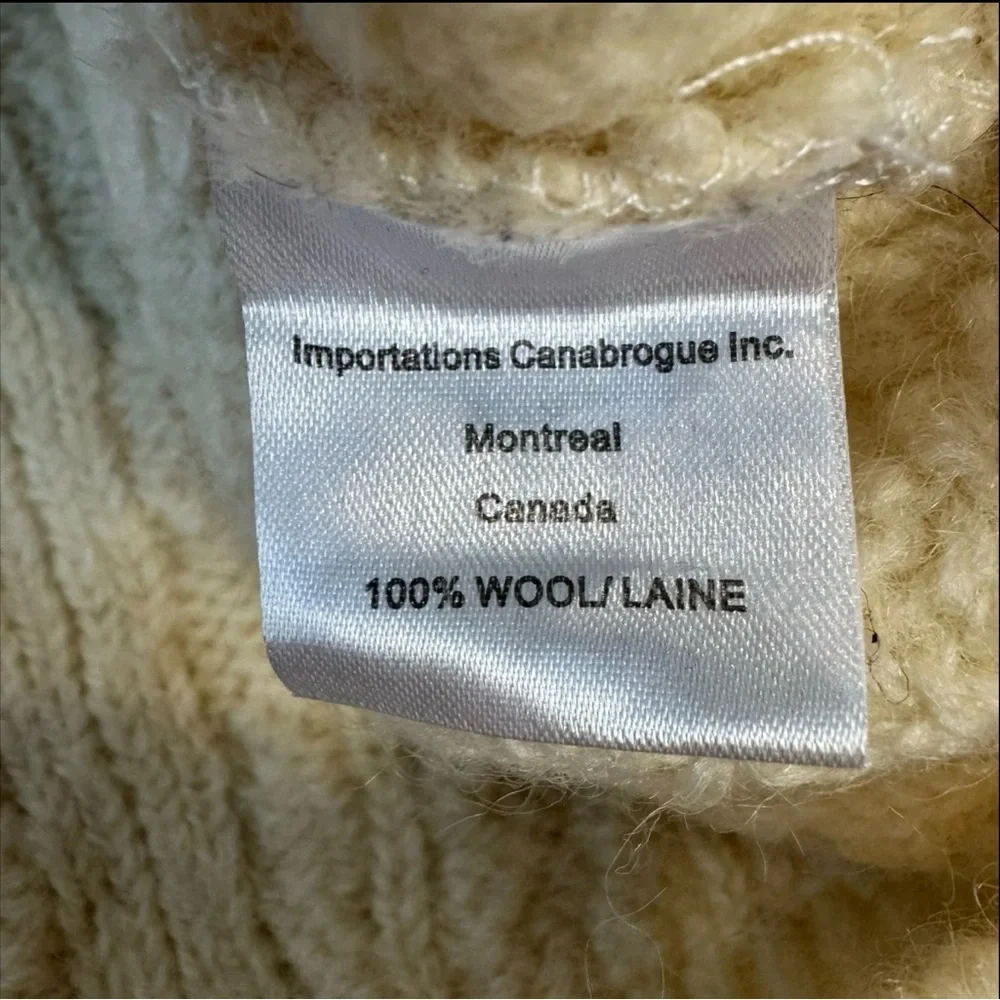 Importations Canabrogue Inc.
Montreal
Canada
100% WOOL/ LAINE